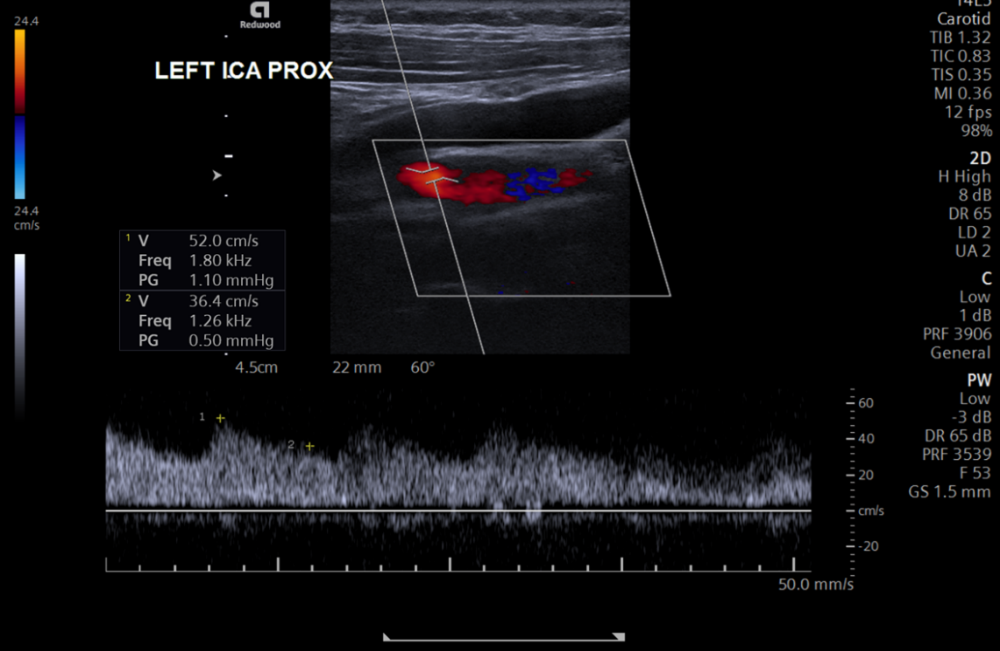 24.4
Redwood
LEFT ICA PROX
24.4
cm/s
1 V 52.0 cm/s
Freq 1.80 kHz
PG 1.10 mmHg
2 V 36.4 cm/s
Freq 1.26 kHz
PG 0.50 mmHg
4.5cm 22 mm 60°
Carotid
TIB 1.32
TIC 0.83
TIS 0.35
MI 0.36
12 fps
98%
2D
H High
8 dB
DR 65
LD 2
UA 2
C
Low
1 dB
PRF 3906
General
PW
Low
-3 dB
DR 65 dB
PRF 3539
F 53
GS 1.5 mm
1
2
60
40
20
cm/s
-20
50.0 mm/s